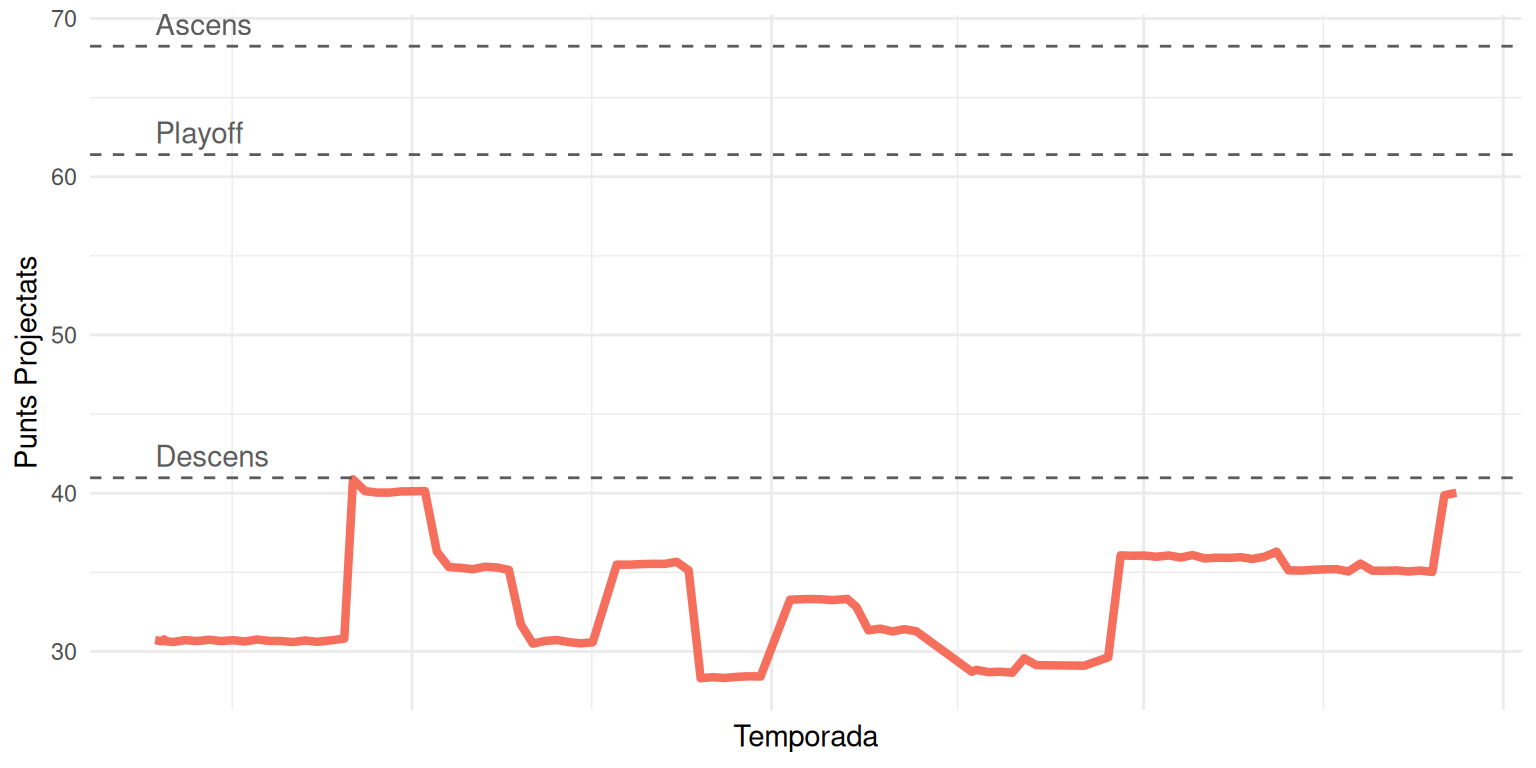 70
Ascens
Playoff
60
50
Punts Projectats
Descens
40
30
Temporada